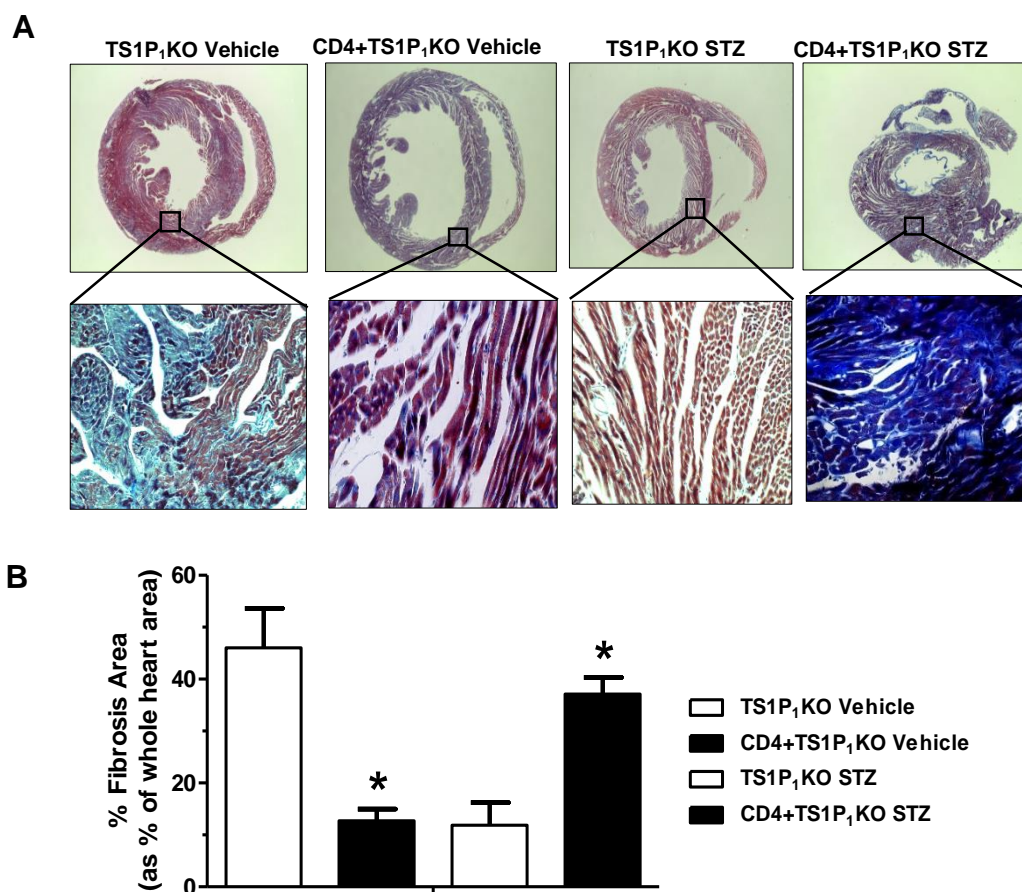 A
TS1P₁KO Vehicle
CD4+TS1P₁KO Vehicle
TS1P₁KO STZ
CD4+TS1P₁KO STZ
B
% Fibrosis Area
(as % of whole heart area)
60
40
20
0
*
*
TS1P₁KO Vehicle
CD4+TS1P₁KO Vehicle
TS1P₁KO STZ
CD4+TS1P₁KO STZ